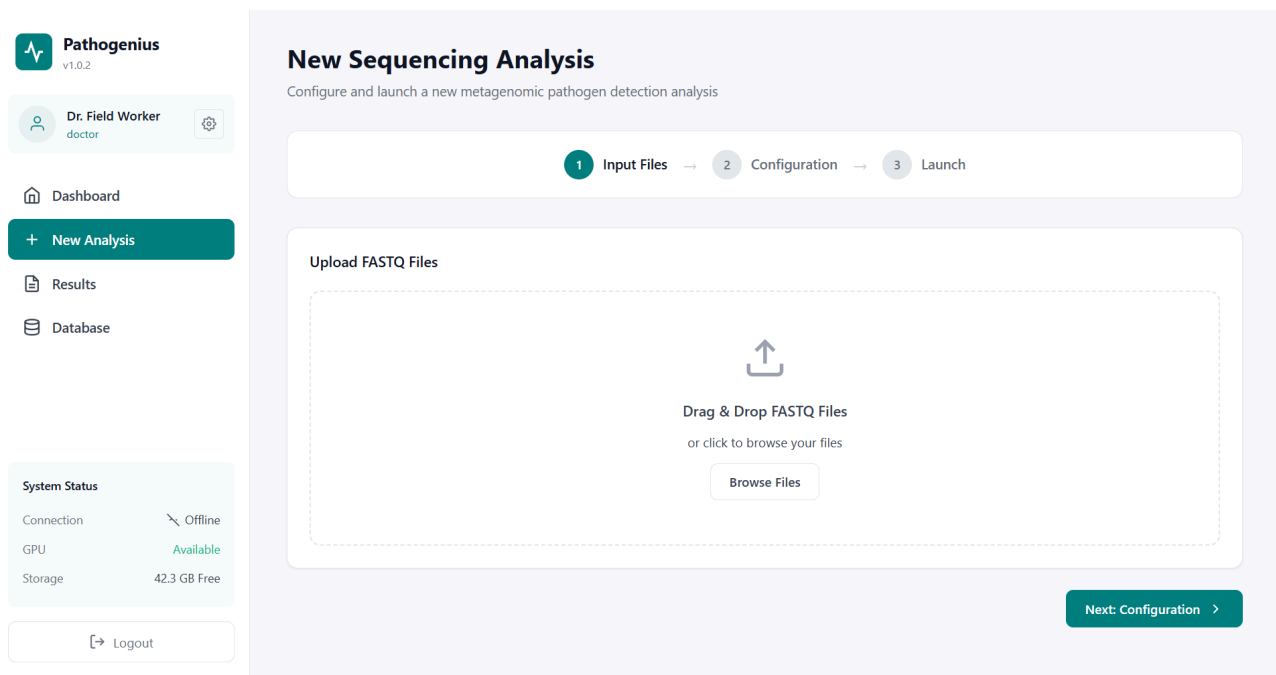 Pathogenius
v1.0.2
Dr. Field Worker
doctor
Dashboard
New Analysis
Results
Database
System Status
Connection Offline
GPU Available
Storage 42.3 GB Free
Logout
New Sequencing Analysis
Configure and launch a new metagenomic pathogen detection analysis
1 Input Files → 2 Configuration → 3 Launch
Upload FASTQ Files
Drag & Drop FASTQ Files
or click to browse your files
Browse Files
Next: Configuration